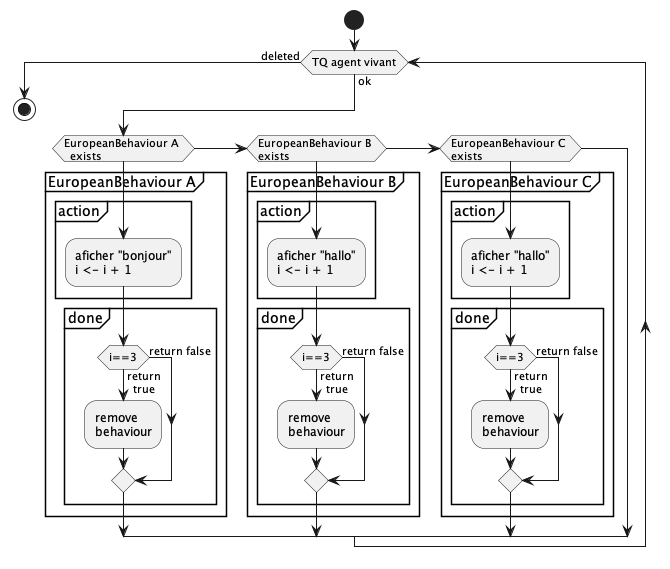 deleted
TQ agent vivant
ok
EuropeanBehaviour A
exists
EuropeanBehaviour B
exists
EuropeanBehaviour C
exists
EuropeanBehaviour A
action
aficher "bonjour"
i <- i + 1
done
i==3
return false
return
true
remove
behaviour
EuropeanBehaviour B
action
aficher "hallo"
i <- i + 1
done
i==3
return false
return
true
remove
behaviour
EuropeanBehaviour C
action
aficher "hallo"
i <- i + 1
done
i==3
return false
return
true
remove
behaviour